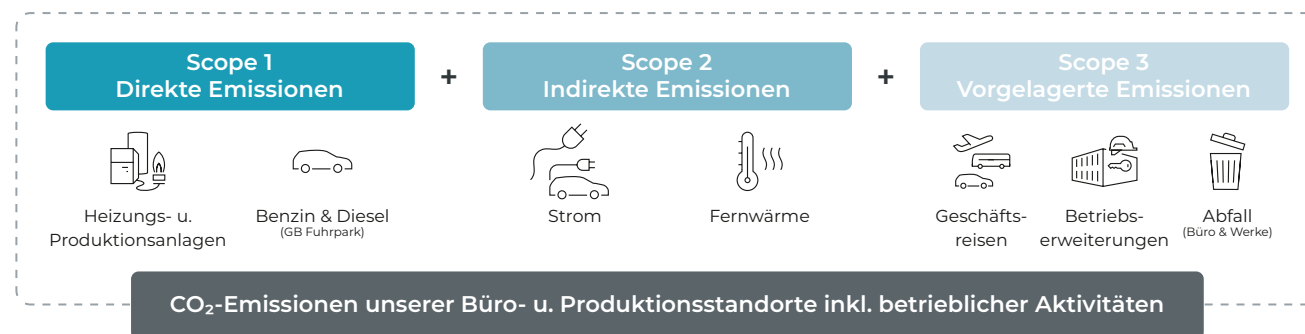 Scope 1
Direkte Emissionen
+
Scope 2
Indirekte Emissionen
+
Scope 3
Vorgelagerte Emissionen
Heizungs- u.
Produktionsanlagen
Benzin & Diesel
(GB Fuhrpark)
Strom
Fernwärme
Geschäfts-
reisen
Betriebs-
erweiterungen
Abfall
(Büro & Werke)
CO₂-Emissionen unserer Büro- u. Produktionsstandorte inkl. betrieblicher Aktivitäten